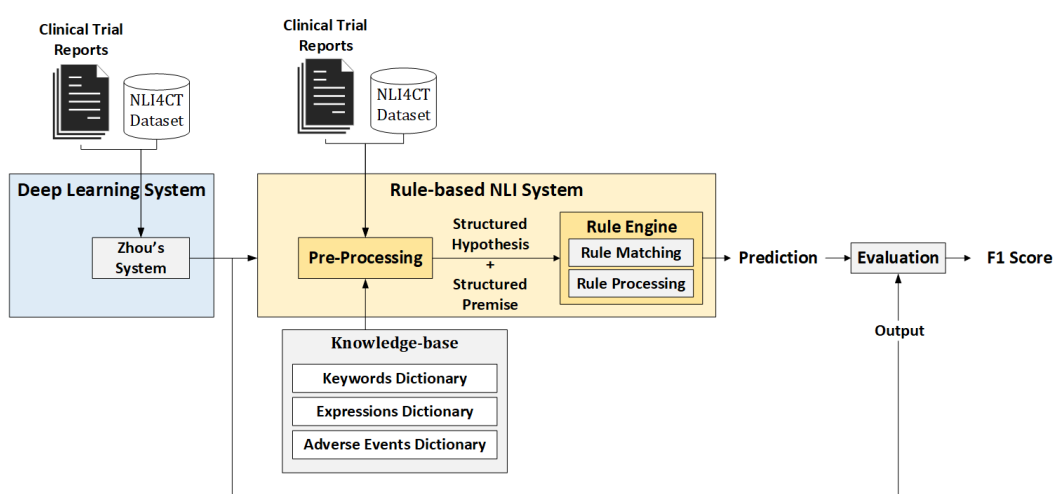 Clinical Trial
Reports
NLI4CT
Dataset
Clinical Trial
Reports
NLI4CT
Dataset
Deep Learning System
Zhou's
System
Rule-based NLI System
Pre-Processing
Structured
Hypothesis
+
Structured
Premise
Rule Engine
Rule Matching
Rule Processing
Prediction
Evaluation
F1 Score
Output
Knowledge-base
Keywords Dictionary
Expressions Dictionary
Adverse Events Dictionary